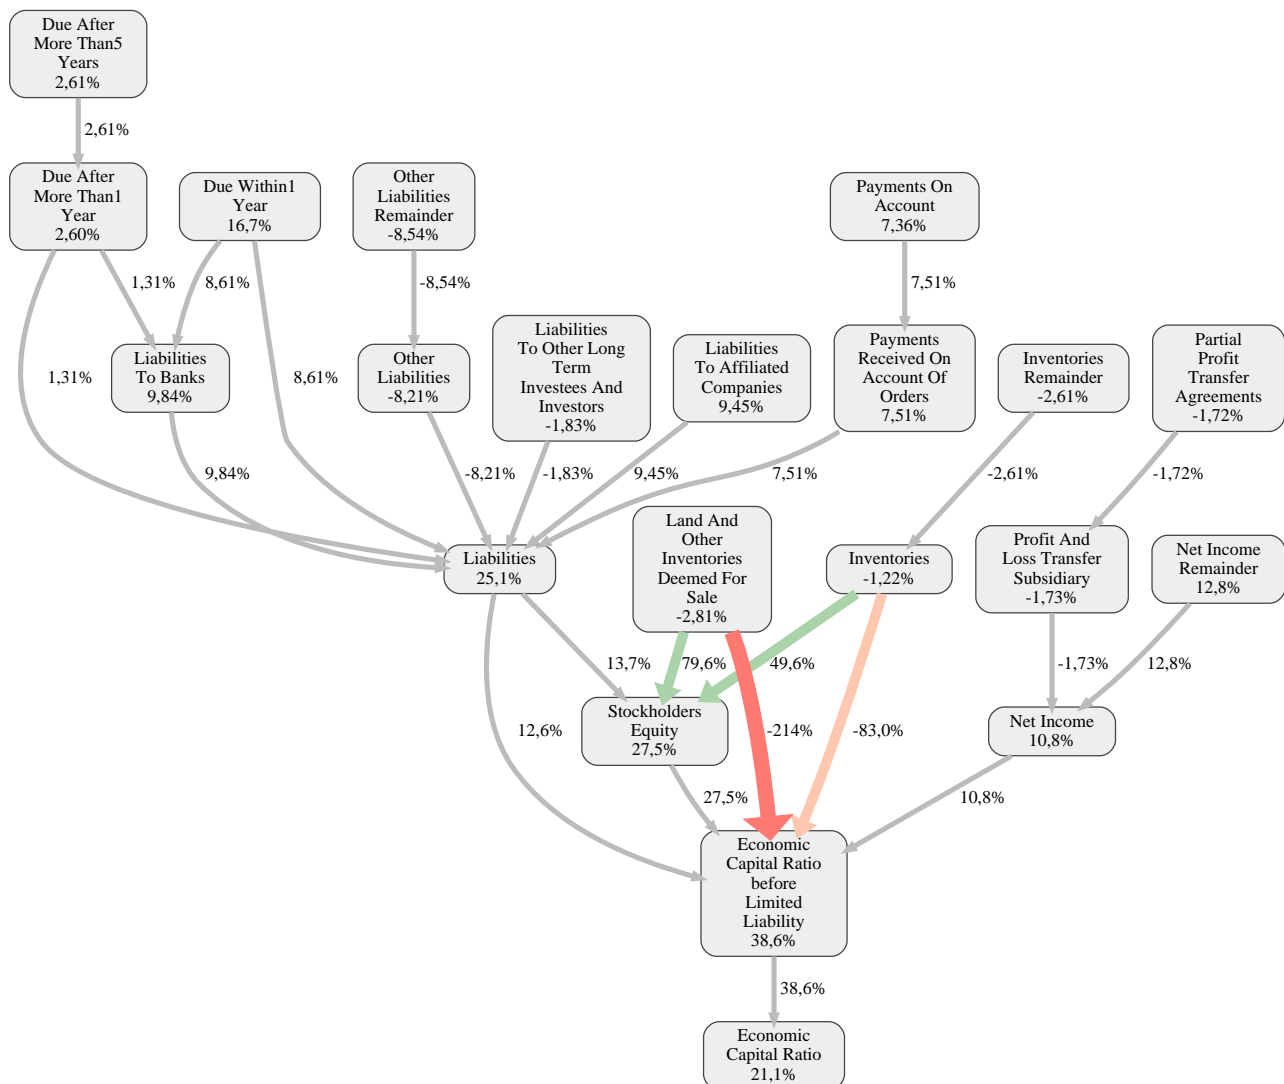 Due After
More Than5
Years
2,61%
2,61%
Due After
More Than1
Year
2,60%
Due Within1
Year
16,7%
Other
Liabilities
Remainder
-8,54%
Payments On
Account
7,36%
1,31%
8,61%
-8,54%
7,51%
Liabilities
To Banks
9,84%
Other
Liabilities
-8,21%
Liabilities
To Other Long
Term
Investees And
Investors
-1,83%
Liabilities
To Affiliated
Companies
9,45%
Payments
Received On
Account Of
Orders
7,51%
Inventories
Remainder
-2,61%
Partial
Profit
Transfer
Agreements
-1,72%
1,31%
8,61%
9,84%
-8,21%
-1,83%
9,45%
7,51%
-2,61%
-1,72%
Liabilities
25,1%
Land And
Other
Inventories
Deemed For
Sale
-2,81%
Inventories
-1,22%
Profit And
Loss Transfer
Subsidiary
-1,73%
Net Income
Remainder
12,8%
13,7%
79,6%
49,6%
-1,73%
12,8%
Stockholders
Equity
27,5%
Net Income
10,8%
12,6%
-214%
-83,0%
27,5%
10,8%
Economic
Capital Ratio
before
Limited
Liability
38,6%
38,6%
Economic
Capital Ratio
21,1%